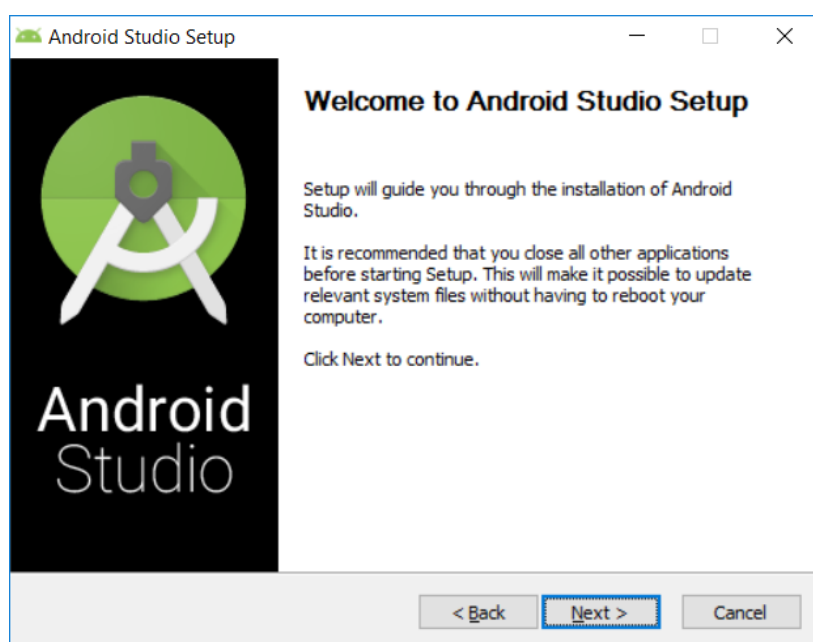 Android Studio Setup
Welcome to Android Studio Setup
Setup will guide you through the installation of Android
Studio.
It is recommended that you close all other applications
before starting Setup. This will make it possible to update
relevant system files without having to reboot your
computer.
Click Next to continue.
Android
Studio
< Back
Next >
Cancel